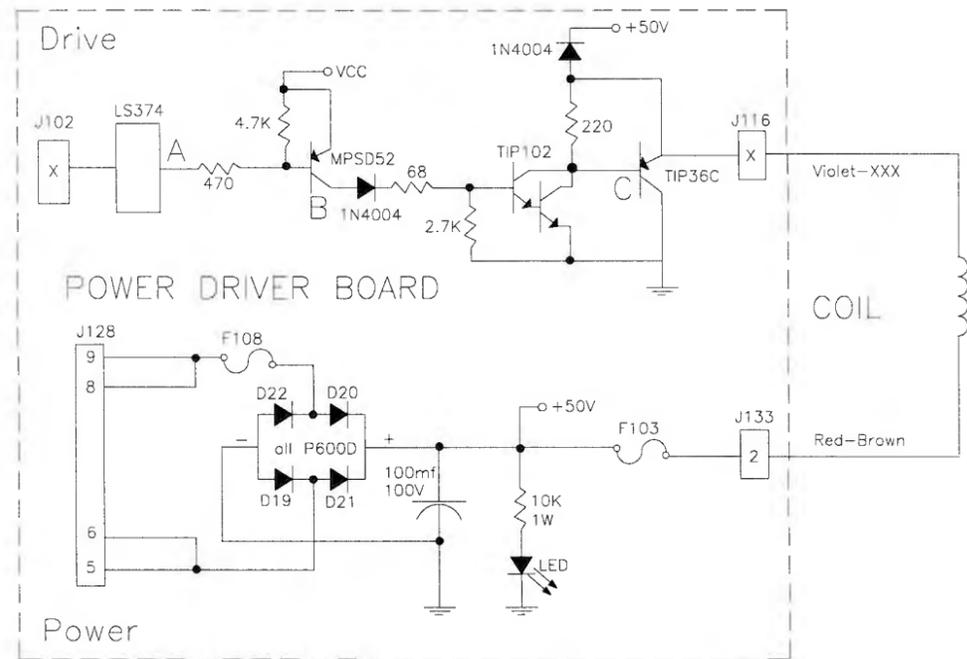 Drive
+50V
1N4004
VCC
LS374
J102
4.7K
J116
A
220
X
MPSD52
TIP102
X
470
68
C
TIP36C
Violet-XXX
B
1N4004
2.7K
POWER DRIVER BOARD
COIL
J128
F108
9
8
D22
D20
+50V
F103
J133
-
+
all P600D
Red-Brown
2
100mf
100V
D19
D21
10K
1W
6
5
LED
Power